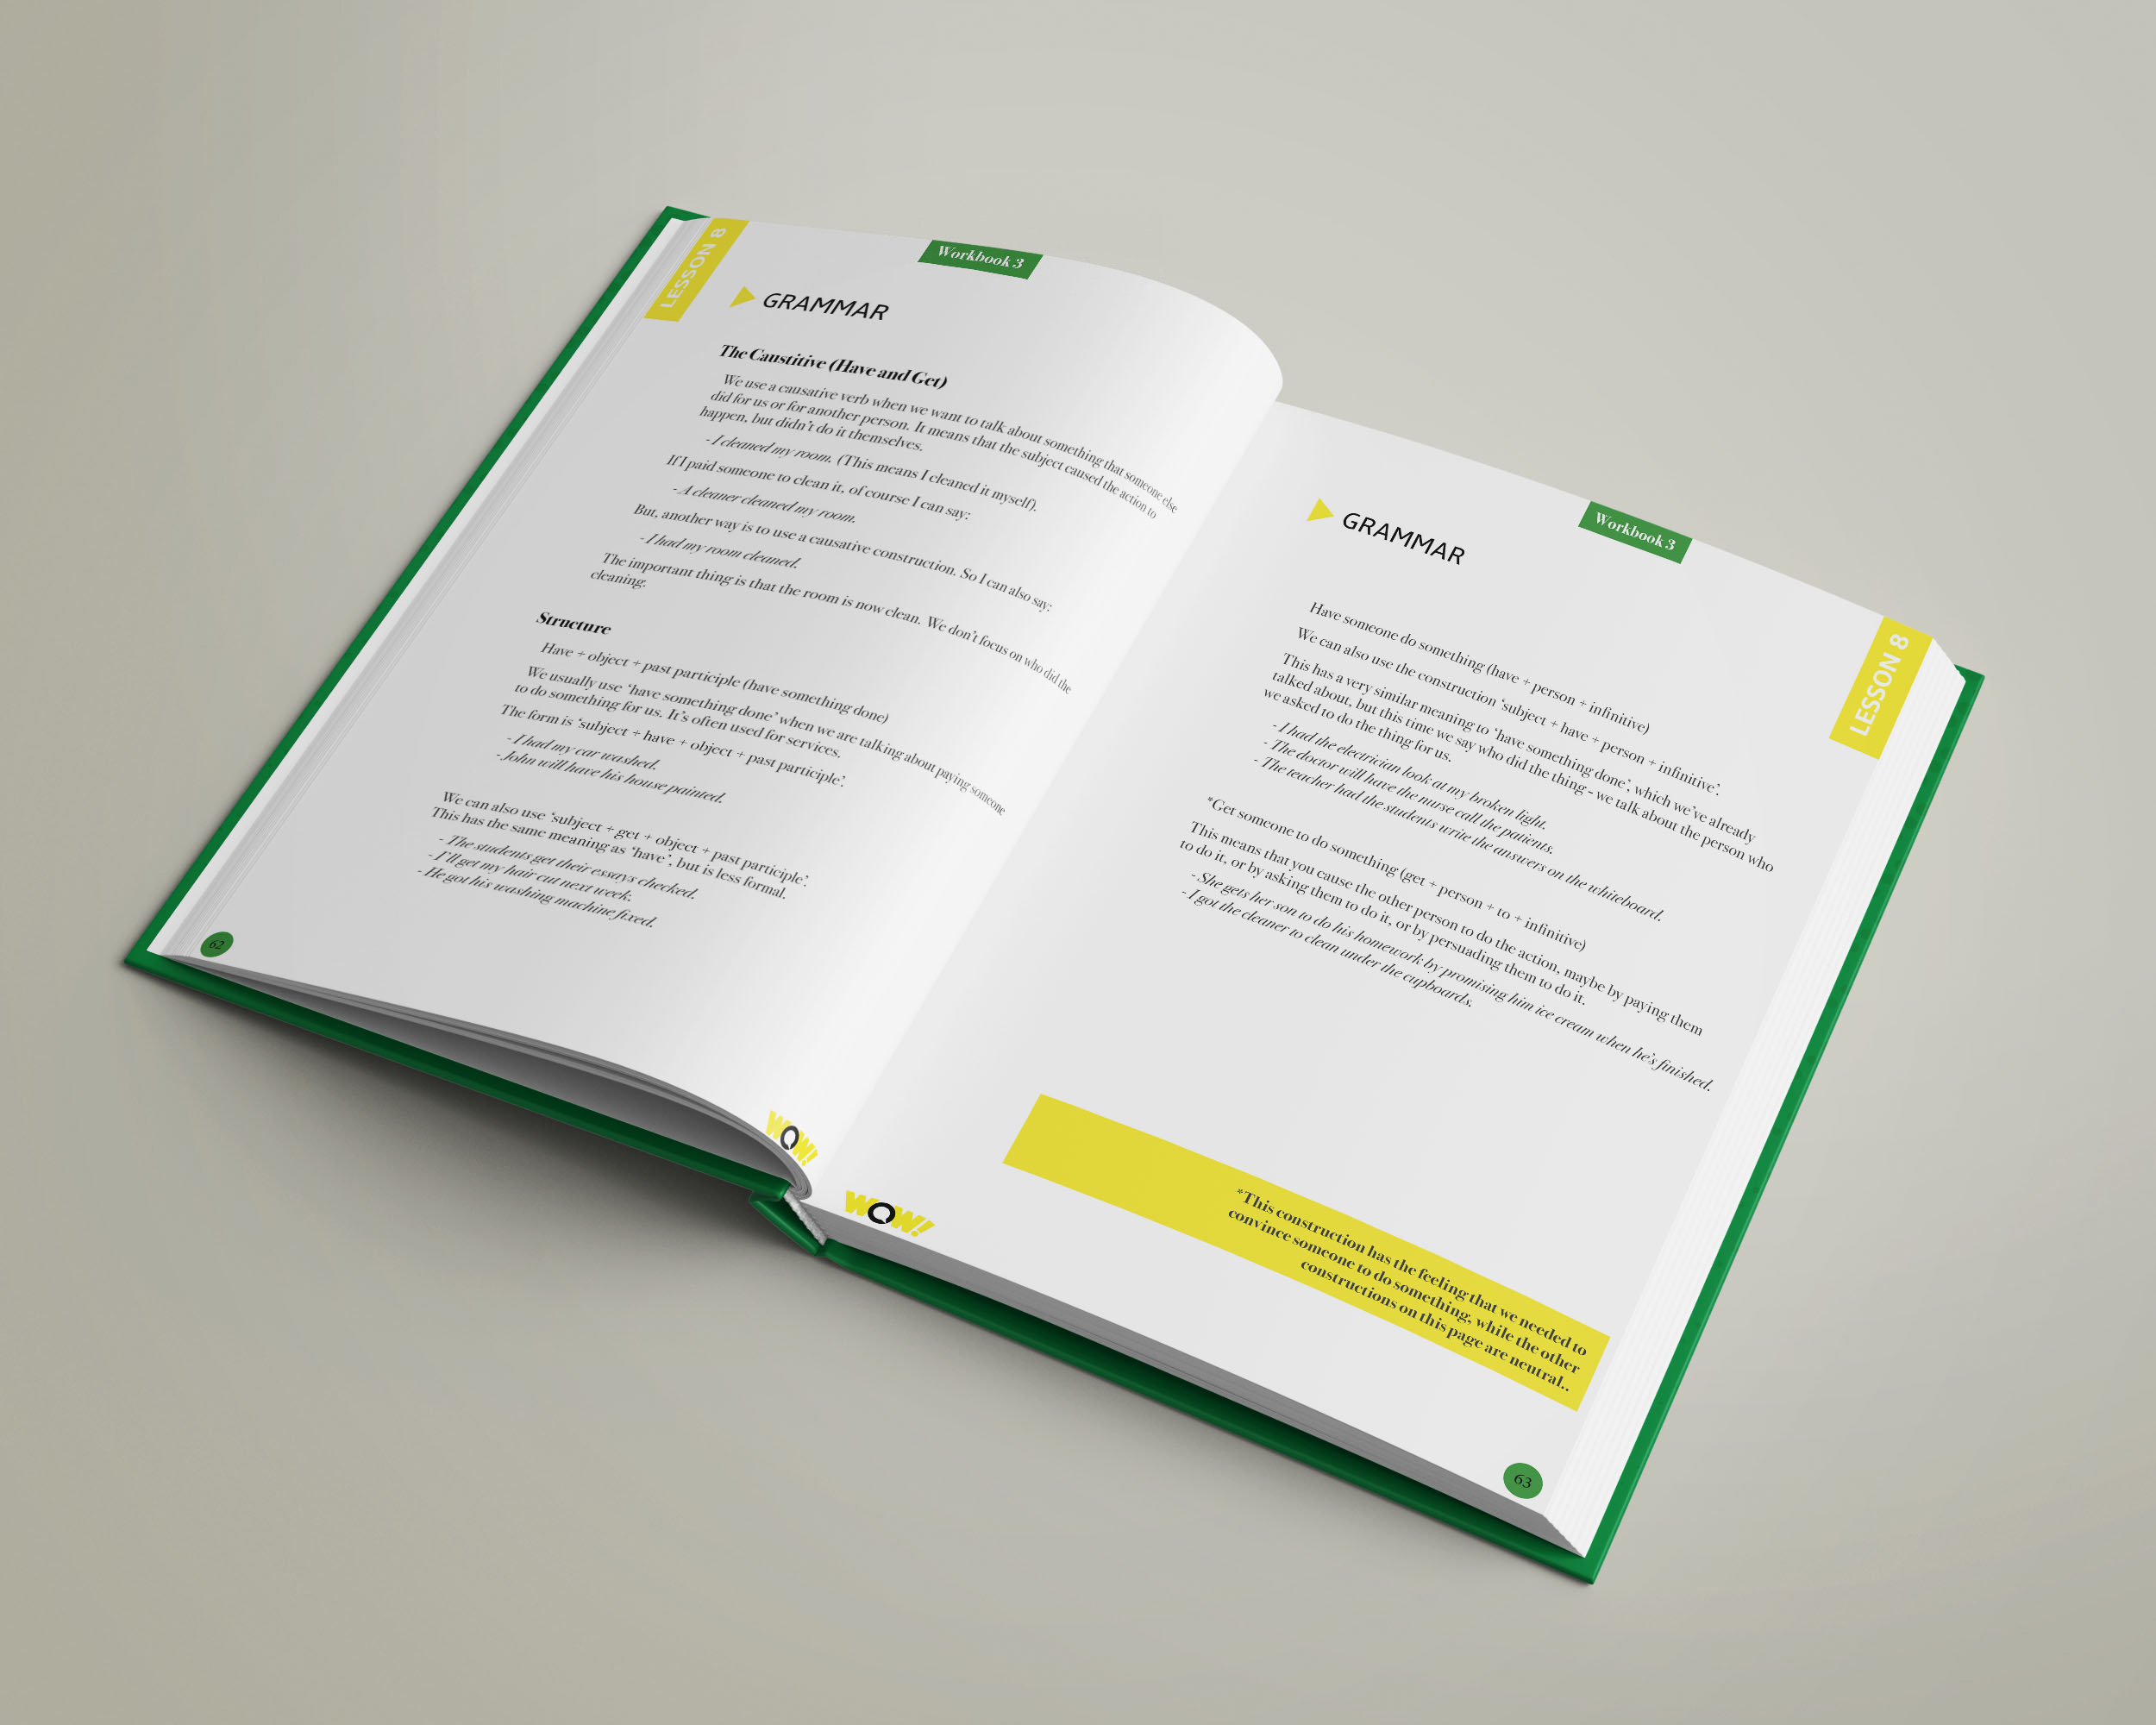 LESSON 8
Workbook 3
GRAMMAR
The Caustitive (Have and Get)
We use a causative verb when we want to talk about something that someone else
did for us or for another person. It means that the subject caused the action to
happen, but didn't do it themselves.
- I cleaned my room. (This means I cleaned it myself).
If I paid someone to clean it, of course I can say:
- A cleaner cleaned my room.
But, another way is to use a causative construction. So I can also say:
- I had my room cleaned.
The important thing is that the room is now clean. We don't focus on who did the
cleaning.
Structure
Have + object + past participle (have something done)
We usually use 'have something done' when we are talking about paying someone
to do something for us. It's often used for services.
The form is 'subject + have + object + past participle'.
- I had my car washed.
- John will have his house painted.
We can also use 'subject + get + object + past participle'.
This has the same meaning as 'have', but is less formal.
- The students get their essays checked.
- I'll get my hair cut next week.
- He got his washing machine fixed.
62
WOW!
Workbook 3
LESSON 8
GRAMMAR
Have someone do something (have + person + infinitive)
We can also use the construction 'subject + have + person + infinitive'.
This has a very similar meaning to 'have something done', which we've already
talked about, but this time we say who did the thing - we talk about the person who
we asked to do the thing for us.
- I had the electrician look at my broken light.
- The doctor will have the nurse call the patients.
- The teacher had the students write the answers on the whiteboard.
*Get someone to do something (get + person + to + infinitive)
This means that you cause the other person to do the action, maybe by paying them
to do it, or by asking them to do it, or by persuading them to do it.
- She gets her son to do his homework by promising him ice cream when he's finished.
- I got the cleaner to clean under the cupboards.
*This construction has the feeling that we needed to
convince someone to do something, while the other
constructions on this page are neutral..
WOW!
63